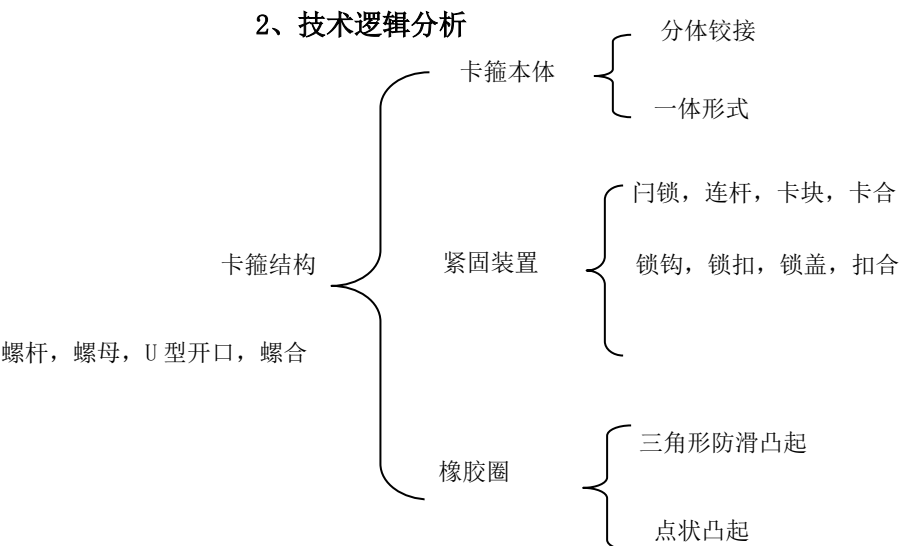 2、技术逻辑分析
分体铰接
卡箍本体
一体形式
闩锁，连杆，卡块，卡合
卡箍结构
紧固装置
锁钩，锁扣，锁盖，扣合
螺杆，螺母，U 型开口，螺合
三角形防滑凸起
橡胶圈
点状凸起